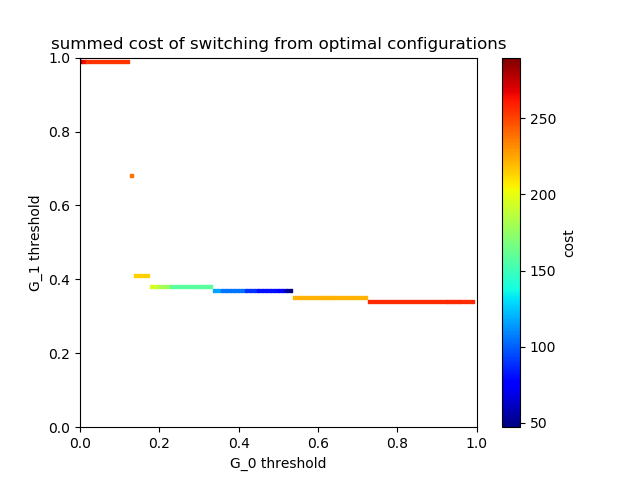 summed cost of switching from optimal configurations
1.0
0.8
0.6
0.4
0.2
0.0
G_1 threshold
0.0 0.2 0.4 0.6 0.8 1.0
G_0 threshold
250
200
150
100
50
cost